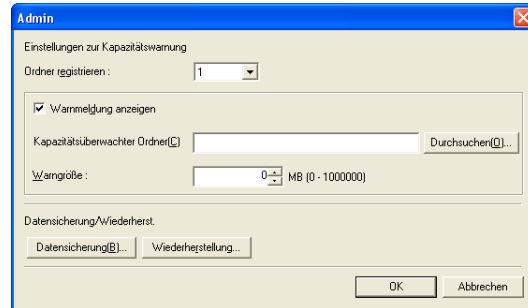 Admin
Einstellungen zur Kapazitätswarnung
Ordner registrieren :
1
Warnmeldung anzeigen
Kapazitätsüberwachter Ordner(C)
Durchsuchen(O)...
Warngröße :
0 MB (0 - 1000000)
Datensicherung/Wiederherst.
Datensicherung(B)... Wiederherstellung...
OK Abbrechen